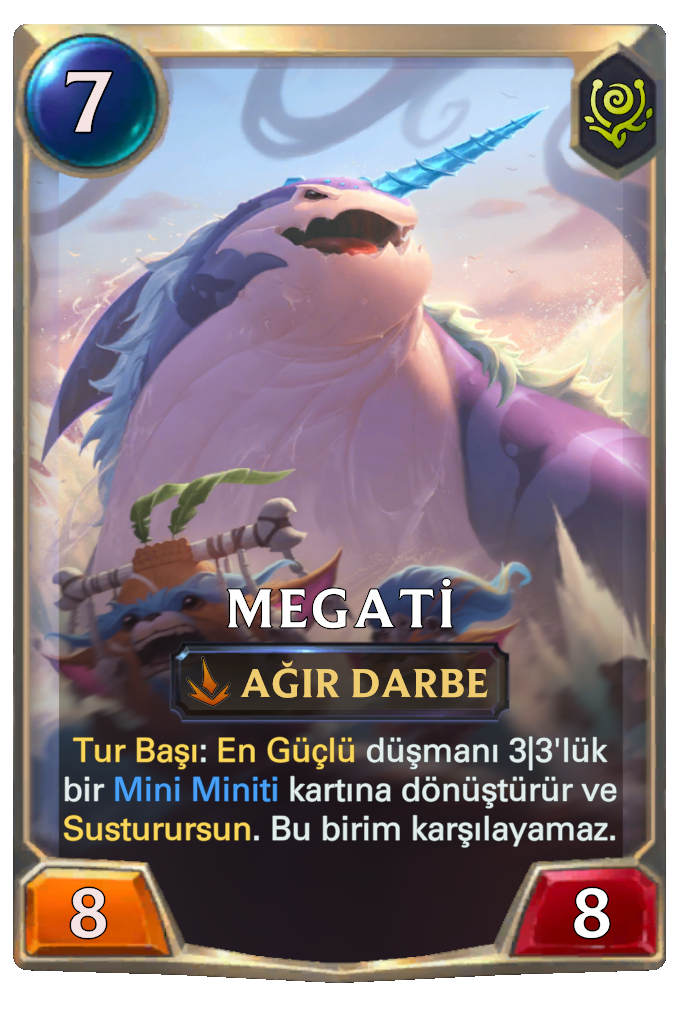 7
MEGATİ
AĞIR DARBE
Tur Başı: En Güçlü düşmanı 3|3'lük
bir Mini Miniti kartına dönüştürür ve
Susturursun. Bu birim karşılayamaz.
8 8